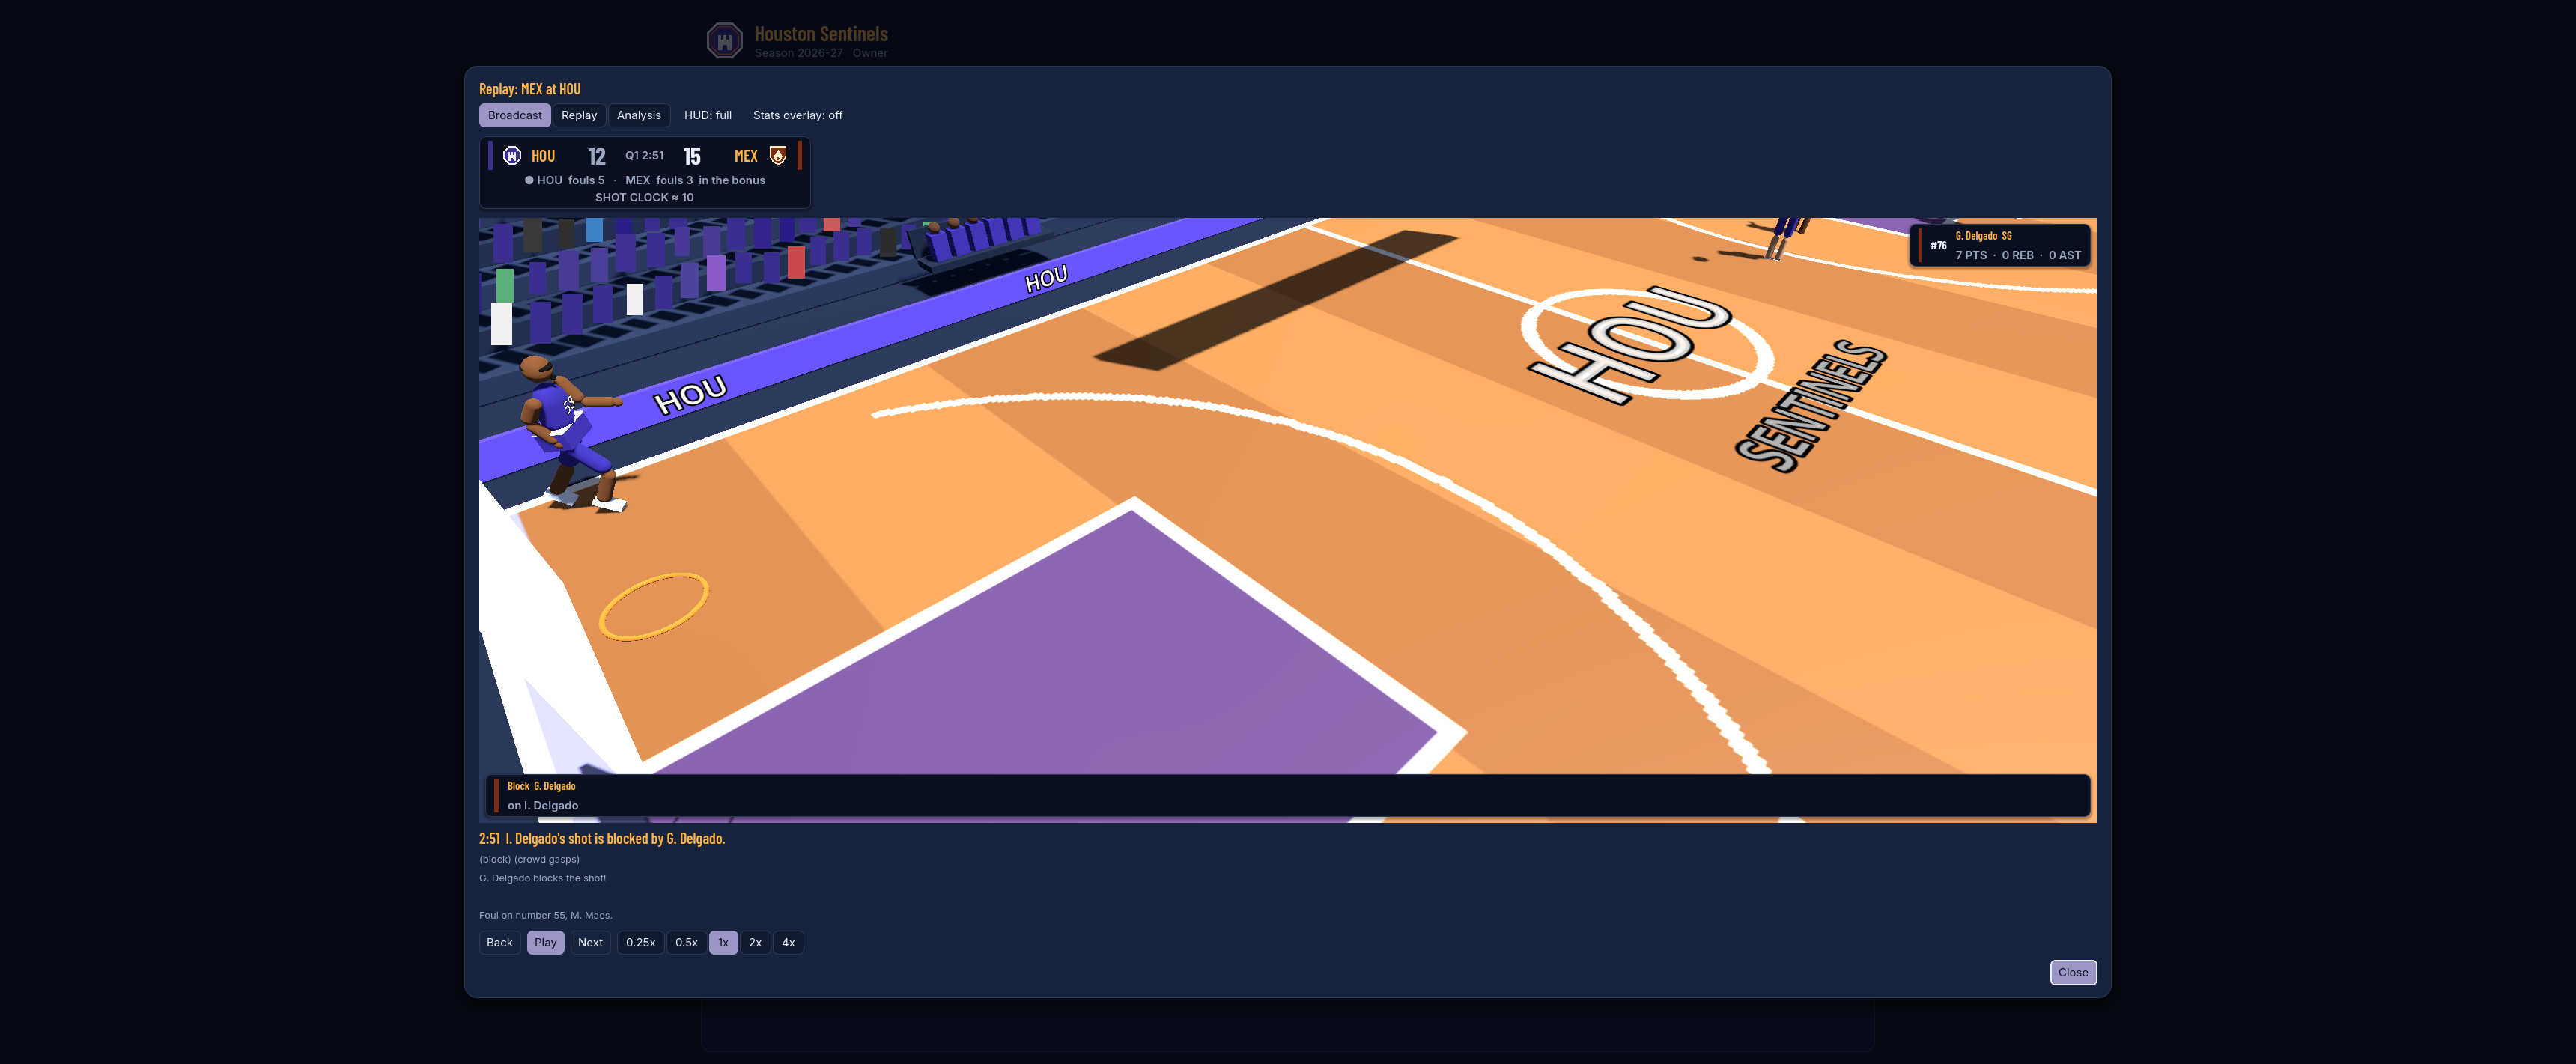 Houston Sentinels
Season 2026-27 Owner
Replay: MEX at HOU
Broadcast Replay Analysis HUD: full Stats overlay: off
HOU 12 Q1 2:51 15 MEX
HOU fouls 5 · MEX fouls 3 in the bonus
SHOT CLOCK ≈ 10
#76 G. Delgado SG
7 PTS · 0 REB · 0 AST
HOU
HOU
HOU
SENTINELS
58
Block G. Delgado
on I. Delgado
2:51 I. Delgado's shot is blocked by G. Delgado.
(block) (crowd gasps)
G. Delgado blocks the shot!
Foul on number 55, M. Maes.
Back Play Next 0.25x 0.5x 1x 2x 4x
Close